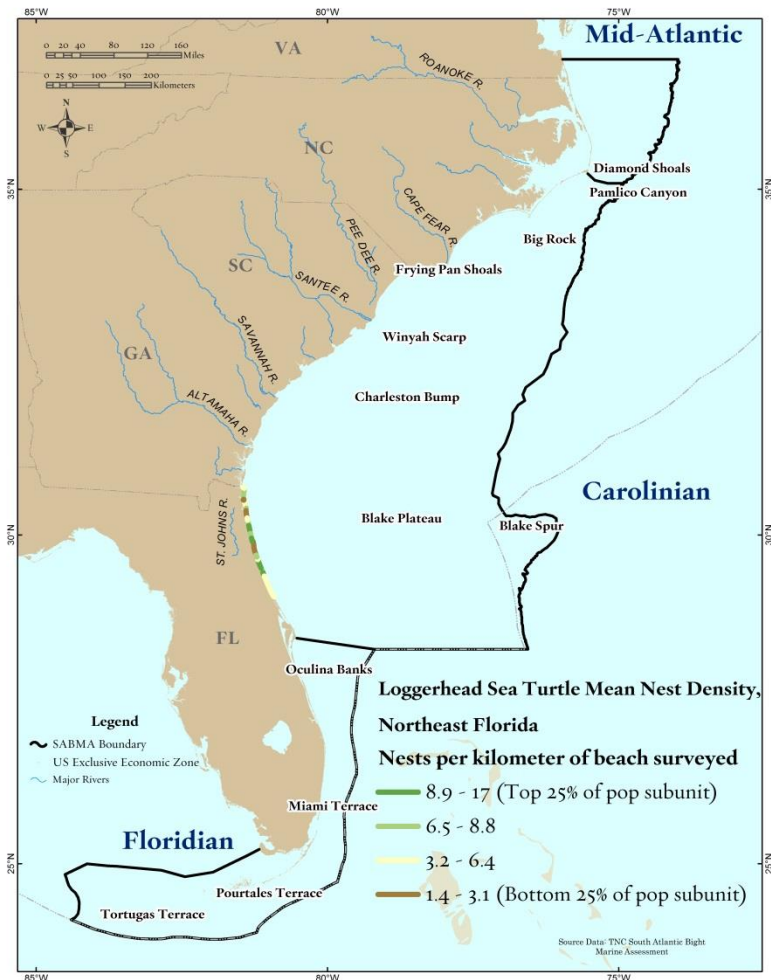 85°W
80°W
75°W
0 20 40 80 120 160
Miles
0 25 50 100 150 200
Kilometers
N
W E
S
VA
ROANOKE R.
Mid-Atlantic
NC
Diamond Shoals
Pamlico Canyon
35°N
35°N
CAPE FEAR R.
PEE DEE R.
Big Rock
SC
SANTEE R.
Frying Pan Shoals
SAVANNAH R.
Winyah Scarp
GA
ALTAMAHA R.
Charleston Bump
Carolinian
Blake Plateau
Blake Spur
ST. JOHNS R.
30°N
30°N
FL
Oculina Banks
Loggerhead Sea Turtle Mean Nest Density,
Northeast Florida
Nests per kilometer of beach surveyed
8.9 - 17 (Top 25% of pop subunit)
6.5 - 8.8
3.2 - 6.4
1.4 - 3.1 (Bottom 25% of pop subunit)
Legend
SABMA Boundary
US Exclusive Economic Zone
Major Rivers
Miami Terrace
Floridian
25°N
25°N
Pourtales Terrace
Tortugas Terrace
Source Data: TNC South Atlantic Bight
Marine Assessment
85°W
80°W
75°W